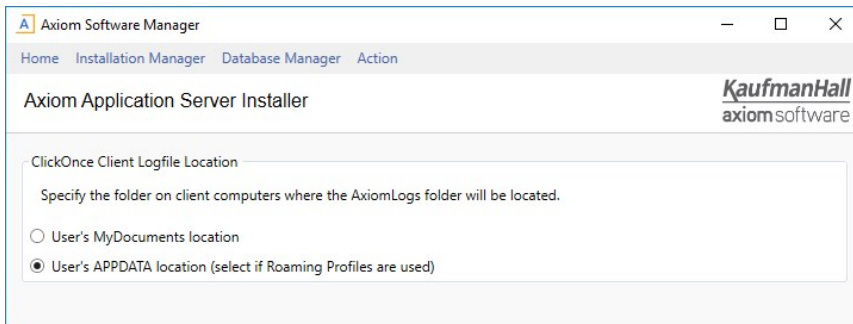 A Axiom Software Manager
Home Installation Manager Database Manager Action
Axiom Application Server Installer
KaufmanHall
axiom software
ClickOnce Client Logfile Location
Specify the folder on client computers where the AxiomLogs folder will be located.
User's MyDocuments location
User's APPDATA location (select if Roaming Profiles are used)